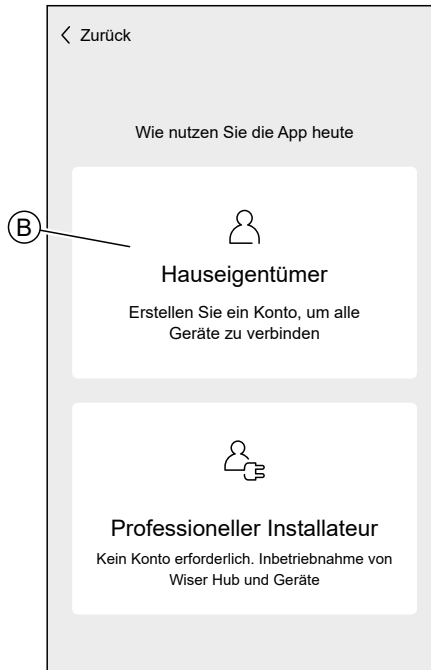 Zurück
Wie nutzen Sie die App heute
B
Hauseigentümer
Erstellen Sie ein Konto, um alle
Geräte zu verbinden
Professioneller Installateur
Kein Konto erforderlich. Inbetriebnahme von
Wiser Hub und Geräte